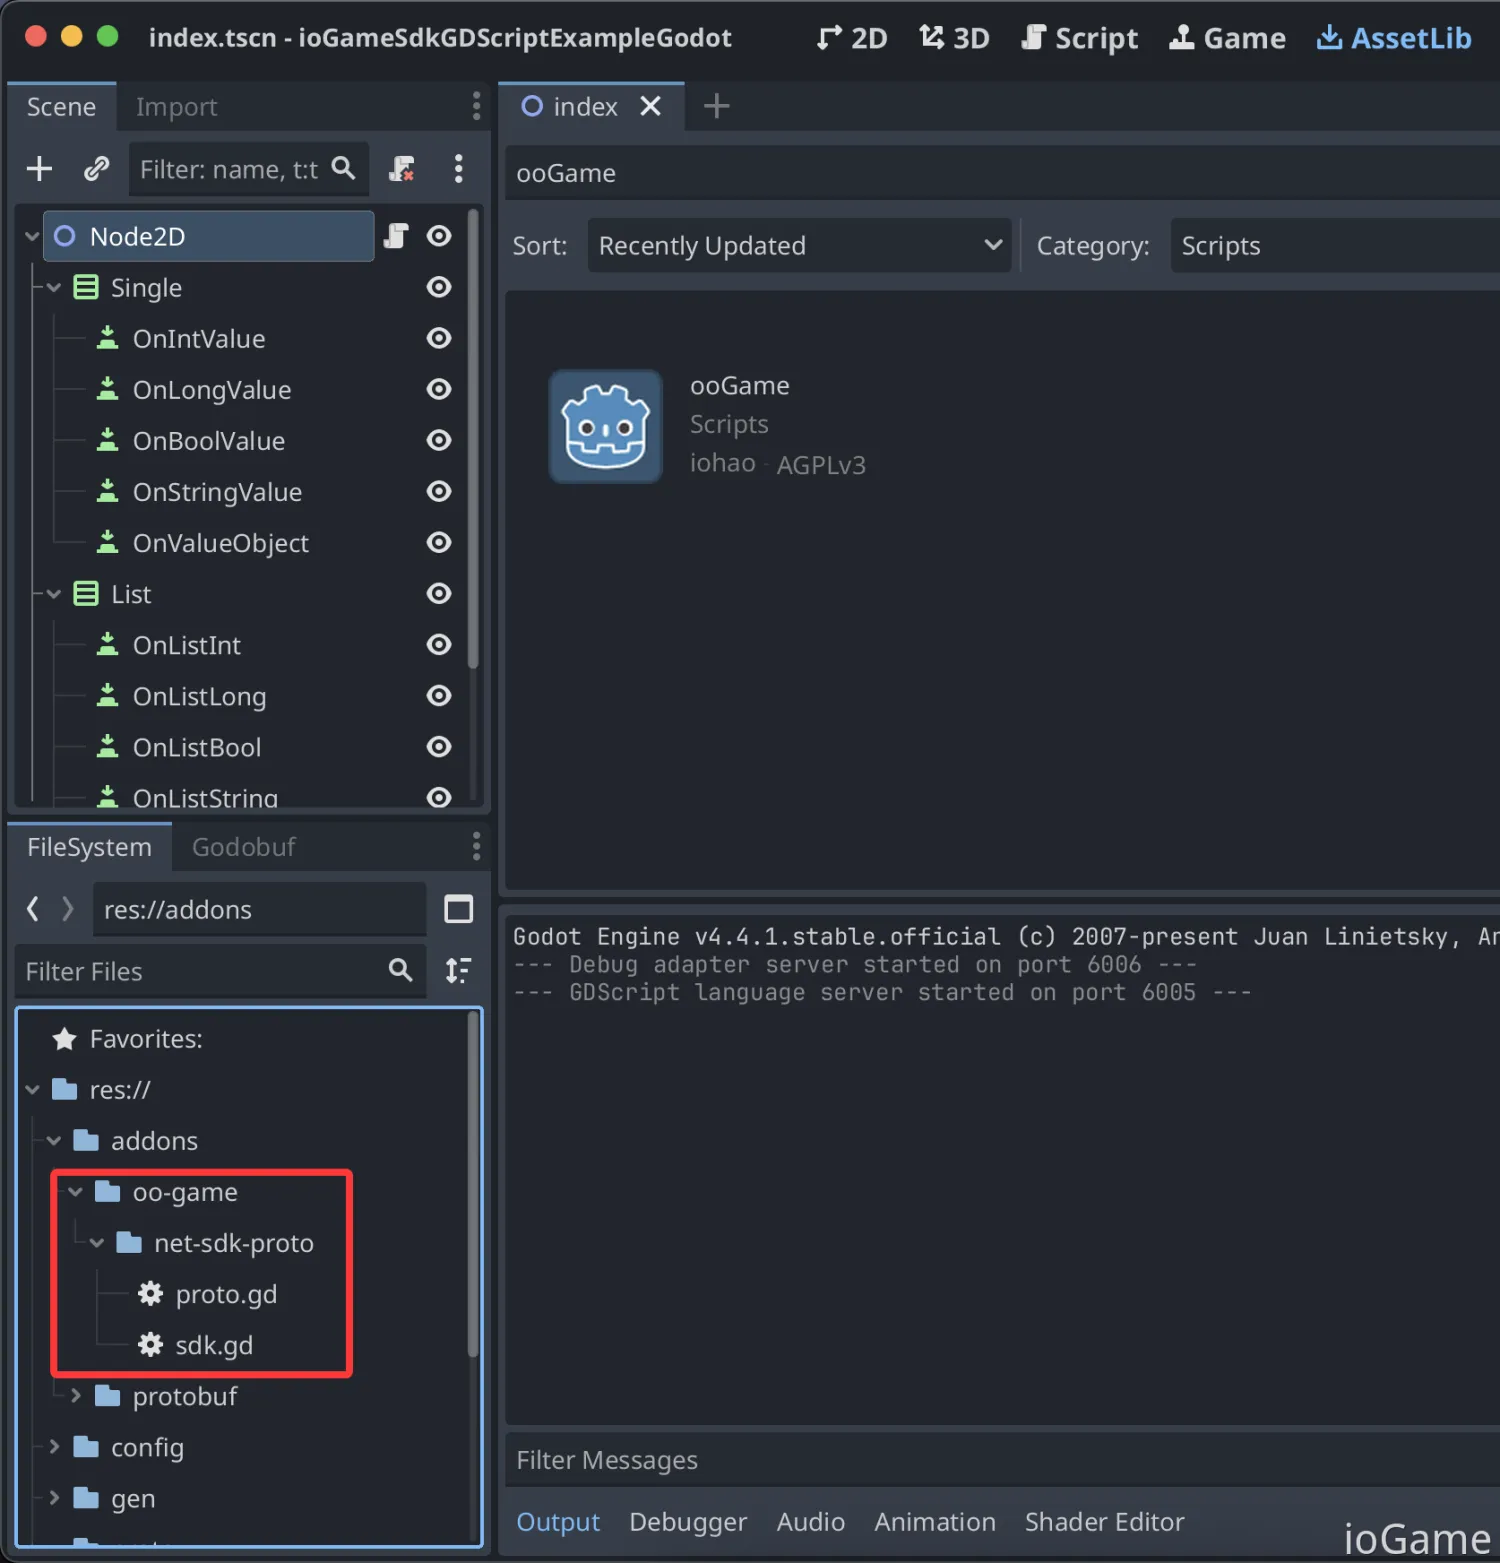 index.tscn - ioGameSdkGDScriptExampleGodot
2D
3D
Script
Game
AssetLib
Scene
Import
Filter: name, t:t
Node2D
Single
OnIntValue
OnLongValue
OnBoolValue
OnStringValue
OnValueObject
List
OnListInt
OnListLong
OnListBool
OnListString
index
ooGame
Sort:
Recently Updated
Category:
Scripts
ooGame
Scripts
iohao - AGPLv3
FileSystem
Godobuf
res://addons
Filter Files
Favorites:
res://
addons
oo-game
net-sdk-proto
proto.gd
sdk.gd
protobuf
config
gen
Godot Engine v4.4.1.stable.official (c) 2007-present Juan Linietsky,
--- Debug adapter server started on port 6006 ---
--- GDScript language server started on port 6005 ---
Filter Messages
Output
Debugger
Audio
Animation
Shader Editor
ioGame